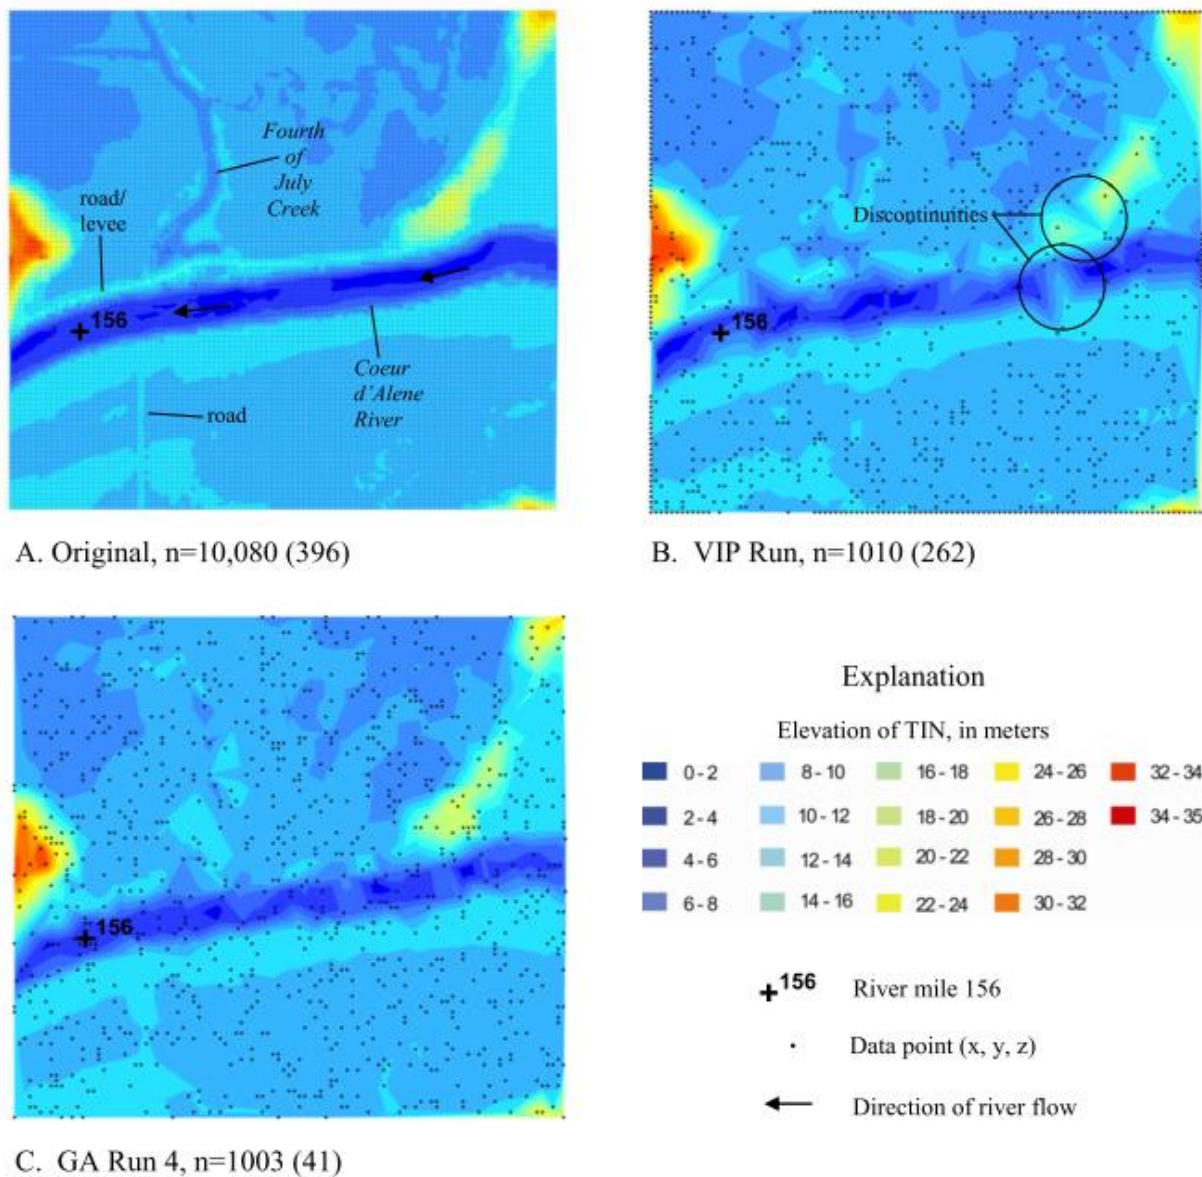 Fourth
of
July
Creek
road/
levee
156
Coeur
d'Alene
River
road
A. Original, n=10,080 (396)
Discontinuities
156
B. VIP Run, n=1010 (262)
156
C. GA Run 4, n=1003 (41)
Explanation
Elevation of TIN, in meters
0 - 2 8 - 10 16 - 18 24 - 26 32 - 34
2 - 4 10 - 12 18 - 20 26 - 28 34 - 35
4 - 6 12 - 14 20 - 22 28 - 30
6 - 8 14 - 16 22 - 24 30 - 32
156 River mile 156
Data point (x, y, z)
Direction of river flow